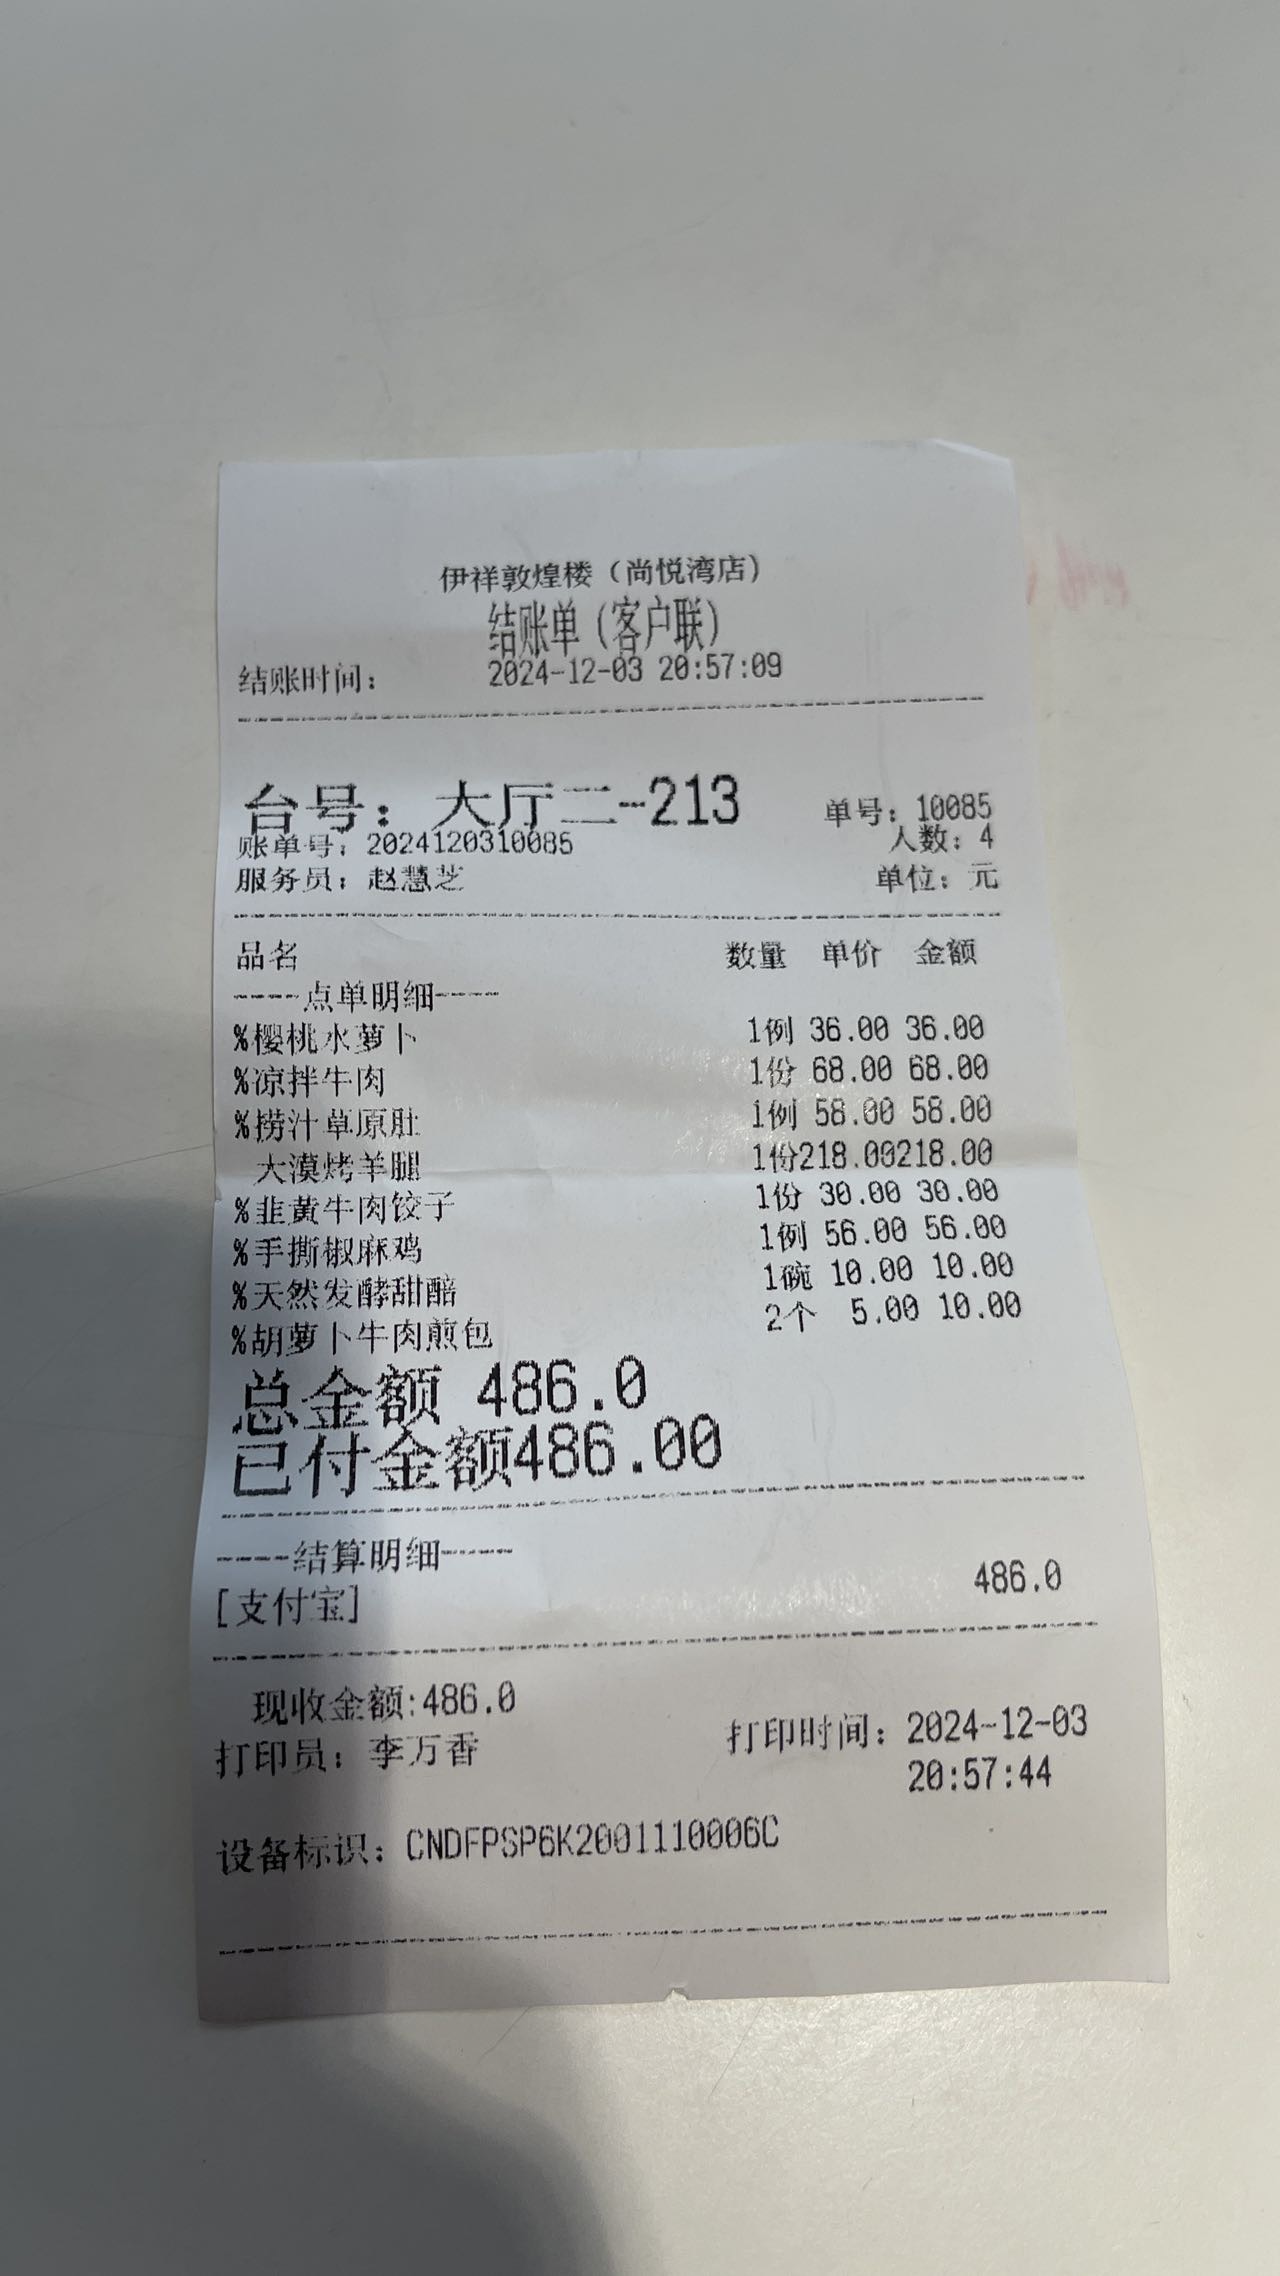 伊祥敦煌楼（尚悦湾店）
结账单（客户联）
结账时间： 2024-12-03 20:57:09
台号：大厅二-213 单号：10085
账单号：2024120310085 人数：4
服务员：赵慧芝 单位：元
品名 数量 单价 金额
----点单明细----
%樱桃水萝卜 1例 36.00 36.00
%凉拌牛肉 1份 68.00 68.00
%捞汁草原肚 1例 58.00 58.00
大漠烤羊腿 1份218.00218.00
%韭黄牛肉饺子 1份 30.00 30.00
%手撕椒麻鸡 1例 56.00 56.00
%天然发酵甜醅 1碗 10.00 10.00
%胡萝卜牛肉煎包 2个 5.00 10.00
总金额 486.0
已付金额486.00
----结算明细----
[支付宝] 486.0
现收金额:486.0
打印员：李万香 打印时间：2024-12-03
20:57:44
设备标识：CNDFPSP6K2001110006C